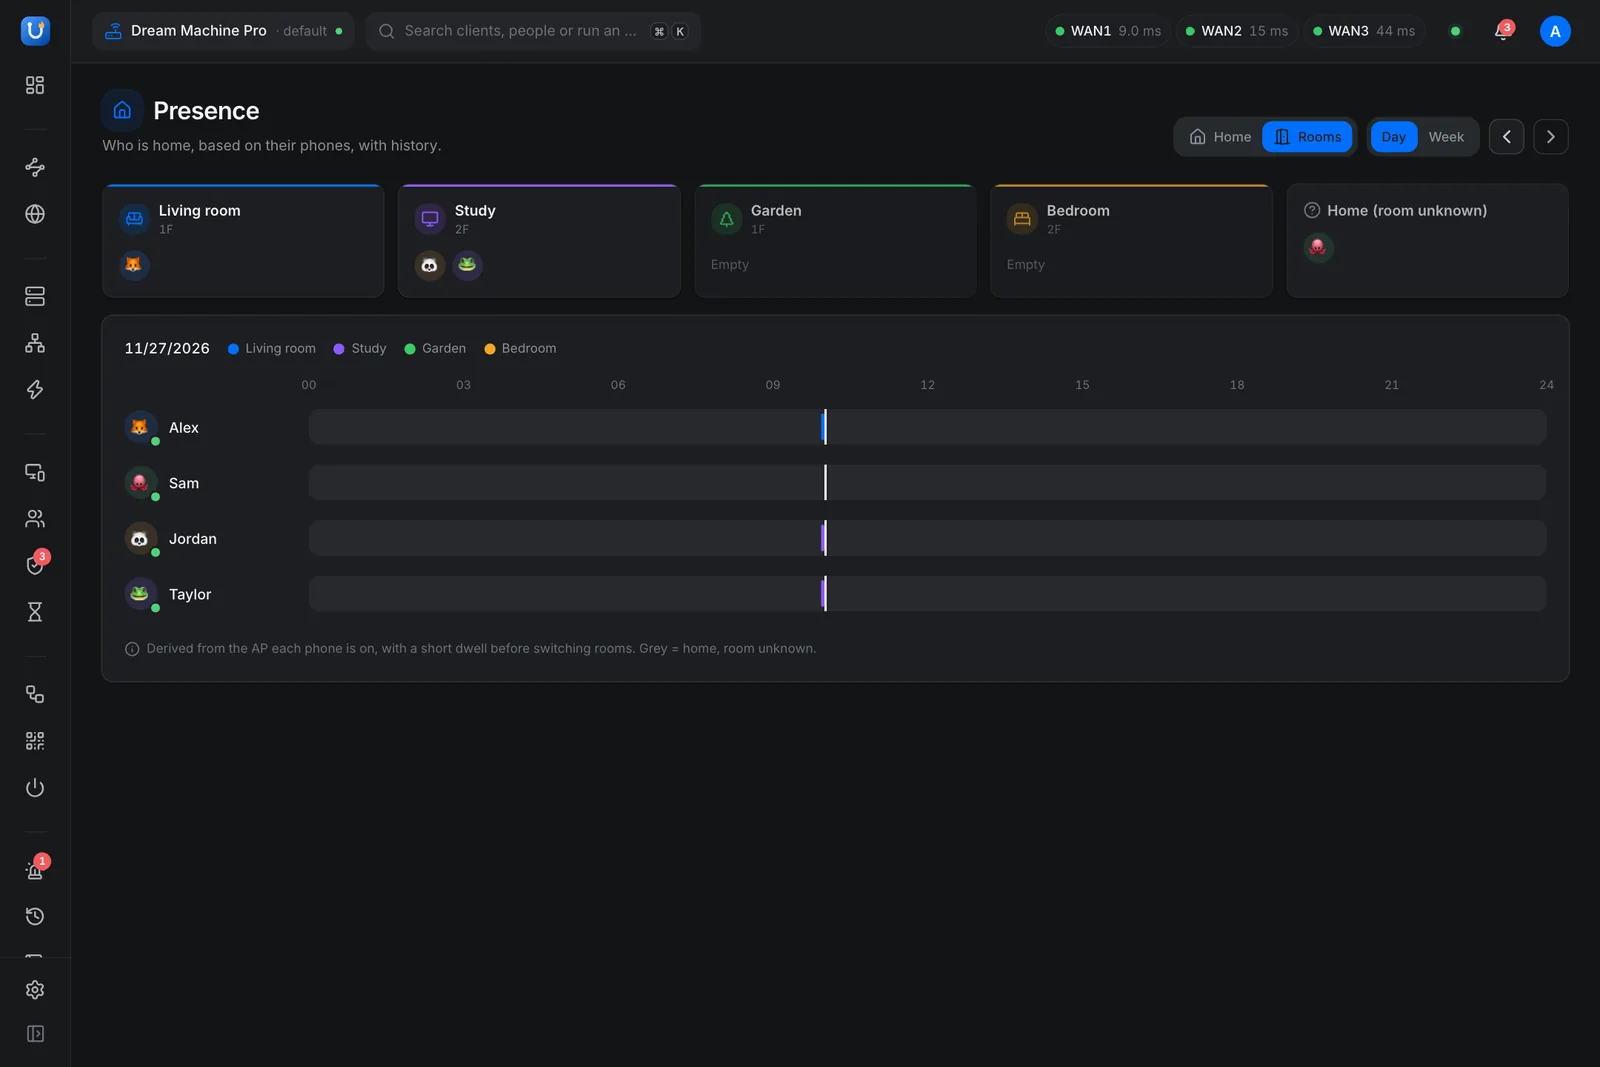 Dream Machine Pro · default
Search clients, people or run an ... ⌘ K
WAN1 9.0 ms
WAN2 15 ms
WAN3 44 ms
3
A
Presence
Who is home, based on their phones, with history.
Home
Rooms
Day
Week
Living room
1F
Study
2F
Garden
1F
Empty
Bedroom
2F
Empty
Home (room unknown)
11/27/2026
Living room
Study
Garden
Bedroom
00 03 06 09 12 15 18 21 24
Alex
Sam
Jordan
Taylor
Derived from the AP each phone is on, with a short dwell before switching rooms. Grey = home, room unknown.
3
1